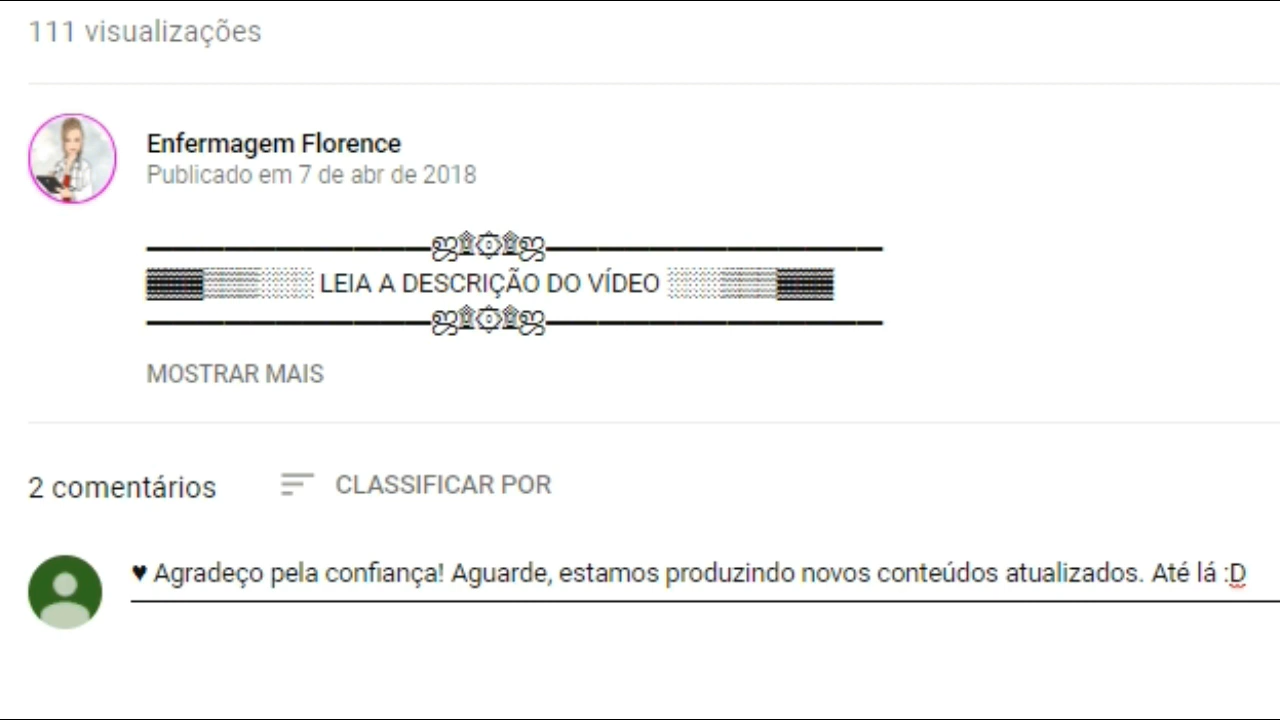 111 visualizações
Enfermagem Florence
Publicado em 7 de abr de 2018
━━━━━━━━━━━ஜ۩۞۩ஜ━━━━━━━━━━━━━
▓▓▓▒▒▒░░░ LEIA A DESCRIÇÃO DO VÍDEO ░░░▒▒▒▓▓▓
━━━━━━━━━━━ஜ۩۞۩ஜ━━━━━━━━━━━━━
MOSTRAR MAIS
2 comentários CLASSIFICAR POR
♥ Agradeço pela confiança! Aguarde, estamos produzindo novos conteúdos atualizados. Até lá :D